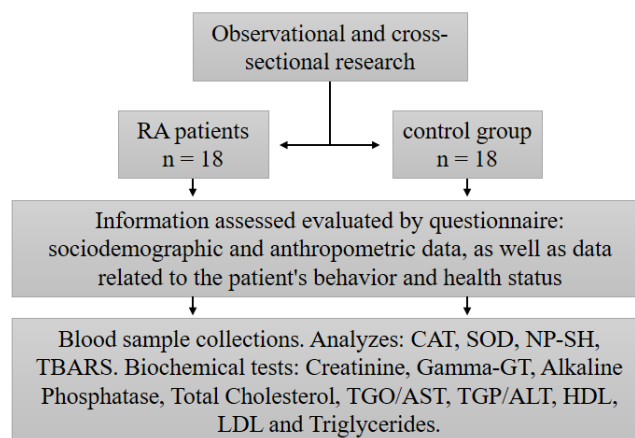 Observational and cross-
sectional research
RA patients
n = 18
control group
n = 18
Information assessed evaluated by questionnaire:
sociodemographic and anthropometric data, as well as data
related to the patient's behavior and health status
Blood sample collections. Analyzes: CAT, SOD, NP-SH,
TBARS. Biochemical tests: Creatinine, Gamma-GT, Alkaline
Phosphatase, Total Cholesterol, TGO/AST, TGP/ALT, HDL,
LDL and Triglycerides.